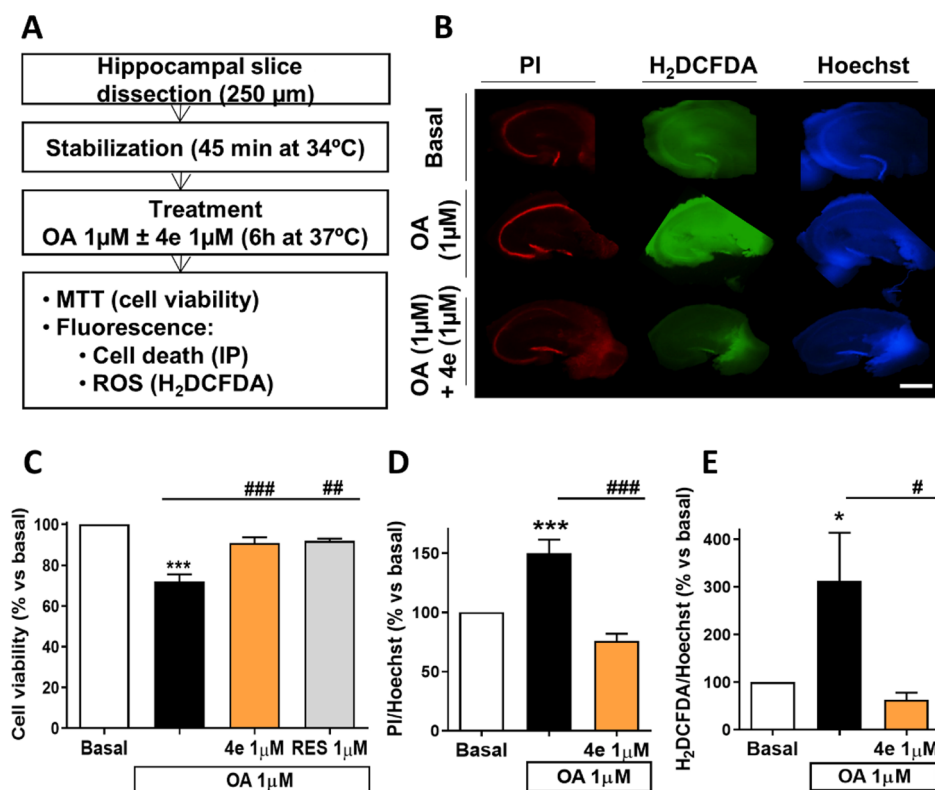 A
Hippocampal slice
dissection (250 µm)
Stabilization (45 min at 34ºC)
Treatment
OA 1µM ± 4e 1µM (6h at 37ºC)
• MTT (cell viability)
• Fluorescence:
• Cell death (IP)
• ROS (H₂DCFDA)
B
PI H₂DCFDA Hoechst
Basal
OA
(1µM)
OA (1µM)
+ 4e (1µM)
C
Cell viability (% vs basal)
100
80
60
40
20
0
***
###
##
Basal 4e 1µM RES 1µM
OA 1µM
D
PI/Hoechst (% vs basal)
150
100
50
0
***
###
Basal 4e 1µM
OA 1µM
E
H₂DCFDA/Hoechst (% vs basal)
400
300
200
100
0
*
#
Basal 4e 1µM
OA 1µM